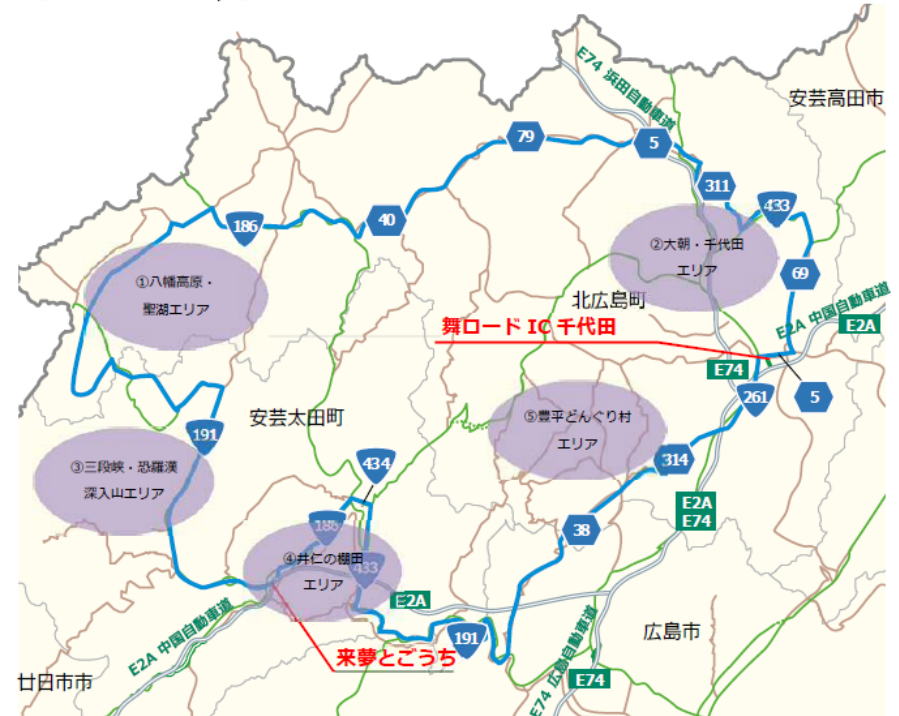 E74 浜田自動車道
安芸高田市
79
5
311
433
186
40
②大朝・千代田
エリア
69
①八幡高原・
聖湖エリア
北広島町
E2A 中国自動車道
E2A
舞ロード IC 千代田
E74
261
5
安芸太田町
⑤豊平どんぐり村
エリア
191
434
314
③三段峡・恐羅漢
深入山エリア
E2A
E74
186
38
④井仁の棚田
エリア
433
E2A
E2A 中国自動車道
191
広島市
来夢とごうち
E74 広島自動車道
E74
廿日市市